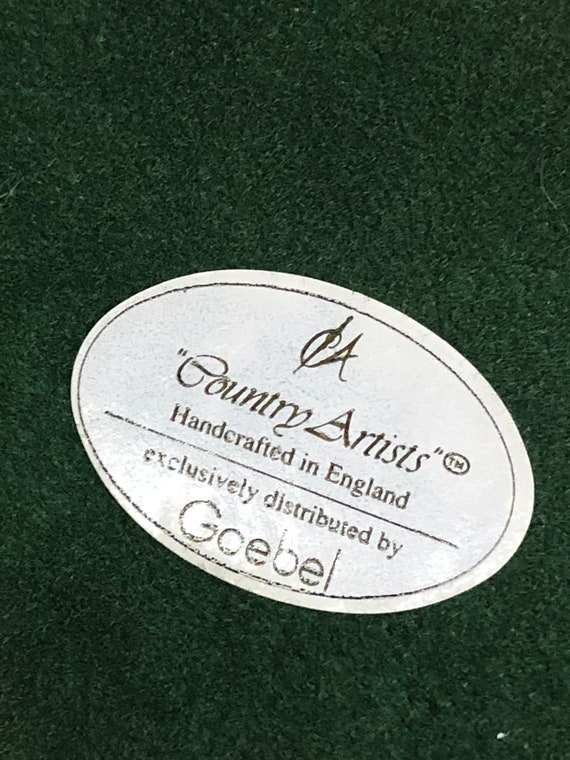 CA
"Country Artists"™
Handcrafted in England
exclusively distributed by
Goebel